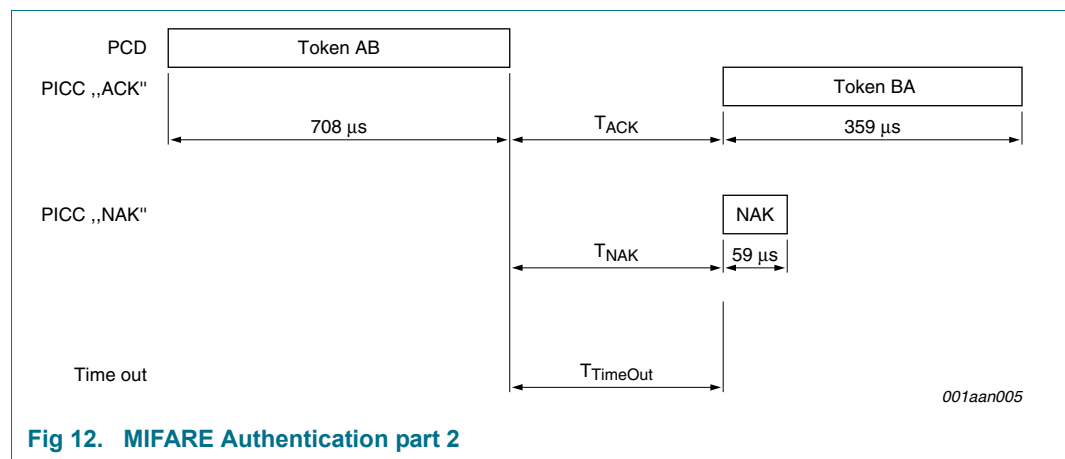 PCD Token AB
PICC ,,ACK" Token BA
708 µs TACK 359 µs
PICC ,,NAK" NAK
TNAK 59 µs
Time out TTimeOut
001aan005
Fig 12. MIFARE Authentication part 2